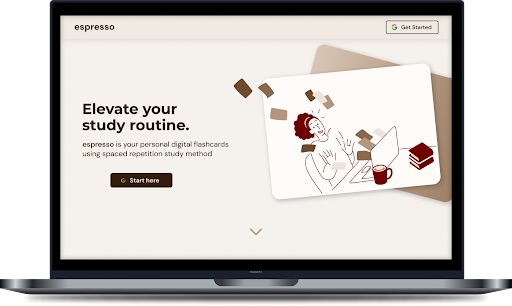 espresso
Get Started
Elevate your
study routine.
espresso is your personal digital flashcards
using spaced repetition study method
Start here